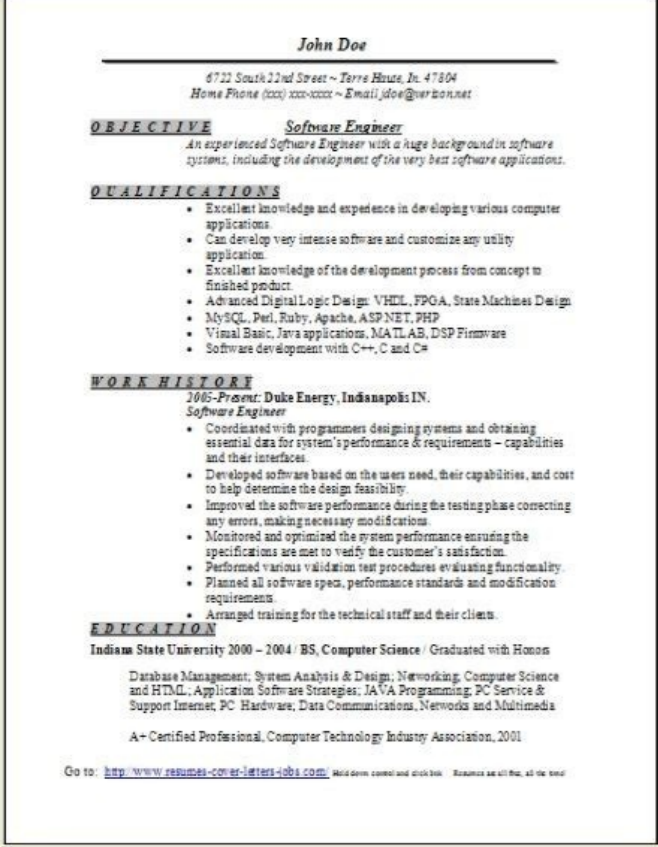 John Doe
6722 South 22nd Street ~ Terre Haute, In. 47804
Home Phone (xxx) xxx-xxxx ~ Email jdoe@verizon.net
OBJECTIVE Software Engineer
An experienced Software Engineer with a huge background in software
systems, including the development of the very best software applications.
QUALIFICATIONS
• Excellent knowledge and experience in developing various computer
applications.
• Can develop very intense software and customize any utility
application.
• Excellent knowledge of the development process from concept to
finished product.
• Advanced Digital Logic Design: VHDL, FPGA, State Machines Design
• MySQL, Perl, Ruby, Apache, ASP.NET, PHP
• Visual Basic, Java applications, MATLAB, DSP Firmware
• Software development with C++, C and C#
WORK HISTORY
2005-Present: Duke Energy, Indianapolis IN.
Software Engineer
• Coordinated with programmers designing systems and obtaining
essential data for system's performance & requirements – capabilities
and their interfaces.
• Developed software based on the users need, their capabilities, and cost
to help determine the design feasibility.
• Improved the software performance during the testing phase correcting
any errors, making necessary modifications.
• Monitored and optimized the system performance ensuring the
specifications are met to verify the customer's satisfaction.
• Performed various validation test procedures evaluating functionality.
• Planned all software specs, performance standards and modification
requirements.
• Arranged training for the technical staff and their clients.
EDUCATION
Indiana State University 2000 – 2004 / BS, Computer Science / Graduated with Honors
Database Management; System Analysis & Design; Networking, Computer Science
and HTML; Application Software Strategies; JAVA Programming; PC Service &
Support Internet; PC Hardware; Data Communications, Networks and Multimedia
A+ Certified Professional, Computer Technology Industry Association, 2001
Go to: http://www.resumes-cover-letters-jobs.com/ Hold down control and click link Resumes are all free, all the time!